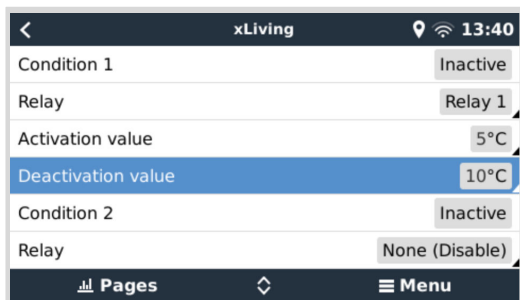 xLiving 13:40
Condition 1 Inactive
Relay Relay 1
Activation value 5°C
Deactivation value 10°C
Condition 2 Inactive
Relay None (Disable)
Pages Menu